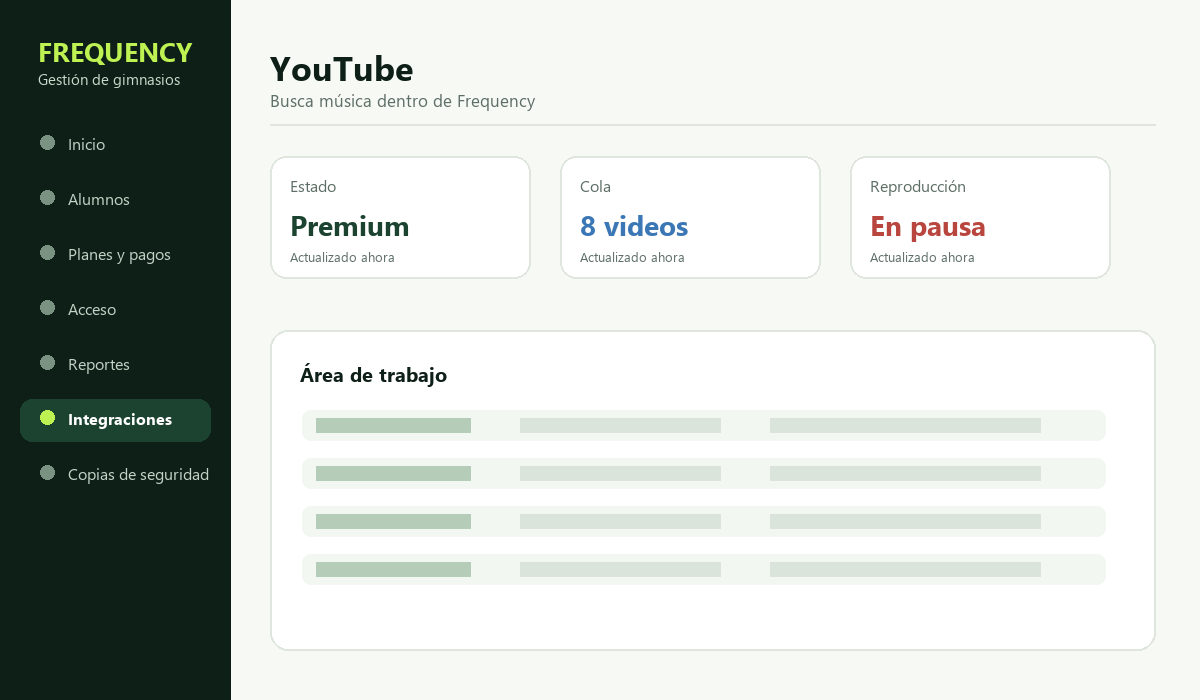 FREQUENCY
Gestión de gimnasios
Inicio
Alumnos
Planes y pagos
Acceso
Reportes
Integraciones
Copias de seguridad
YouTube
Busca música dentro de Frequency
Estado
Premium
Actualizado ahora
Cola
8 videos
Actualizado ahora
Reproducción
En pausa
Actualizado ahora
Área de trabajo